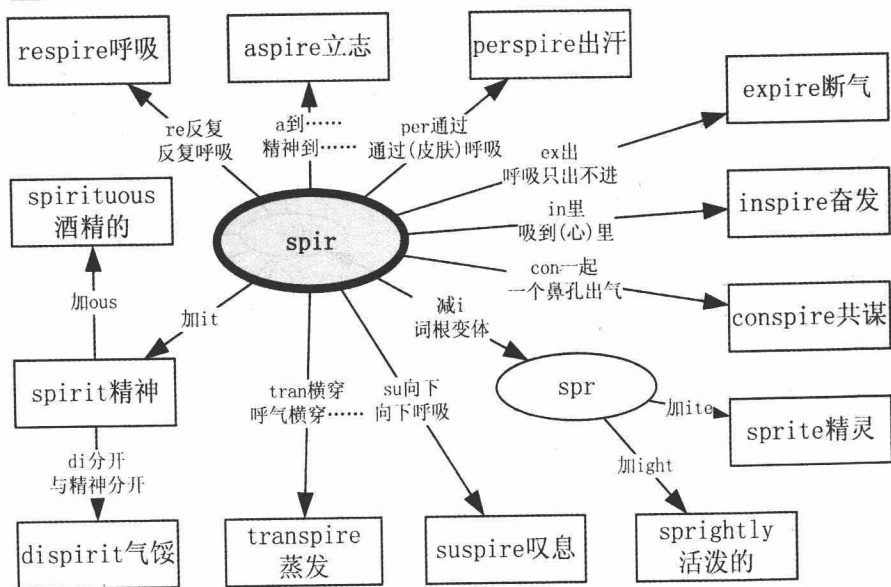 respire呼吸
aspire立志
perspire出汗
expire断气
re反复
反复呼吸
a到……
精神到……
per通过
通过(皮肤)呼吸
ex出
呼吸只出不进
spirituous
酒精的
spir
in里
吸到(心)里
inspire奋发
con一起
一个鼻孔出气
conspire共谋
加ous
加it
减i
词根变体
spirit精神
tran横穿
呼气横穿……
su向下
向下呼吸
spr
加ite
sprite精灵
di分开
与精神分开
加ight
dispirit气馁
transpire
蒸发
suspire叹息
sprightly
活泼的